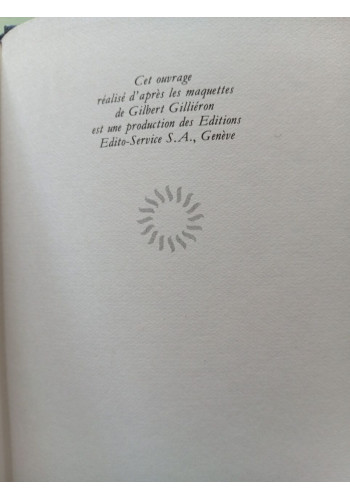 Cet ouvrage
réalisé d'après les maquettes
de Gilbert Gilliéron
est une production des Editions
Edito-Service S.A., Genève